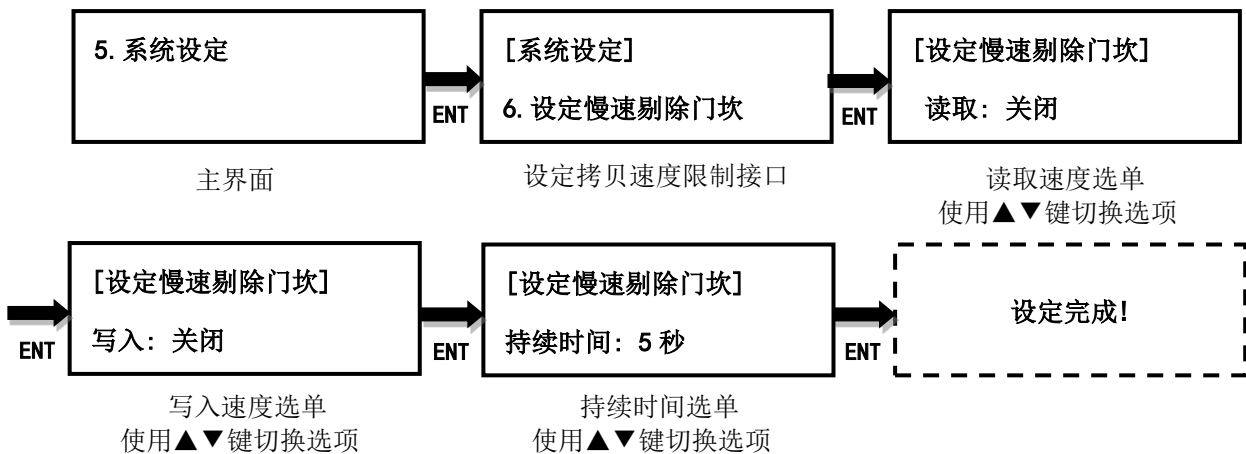 5. 系统设定
ENT
[系统设定]
6. 设定慢速剔除门坎
ENT
[设定慢速剔除门坎]
读取: 关闭
主界面
设定拷贝速度限制接口
读取速度选单
使用▲▼键切换选项
ENT
[设定慢速剔除门坎]
写入: 关闭
ENT
[设定慢速剔除门坎]
持续时间: 5 秒
ENT
设定完成!
写入速度选单
使用▲▼键切换选项
持续时间选单
使用▲▼键切换选项